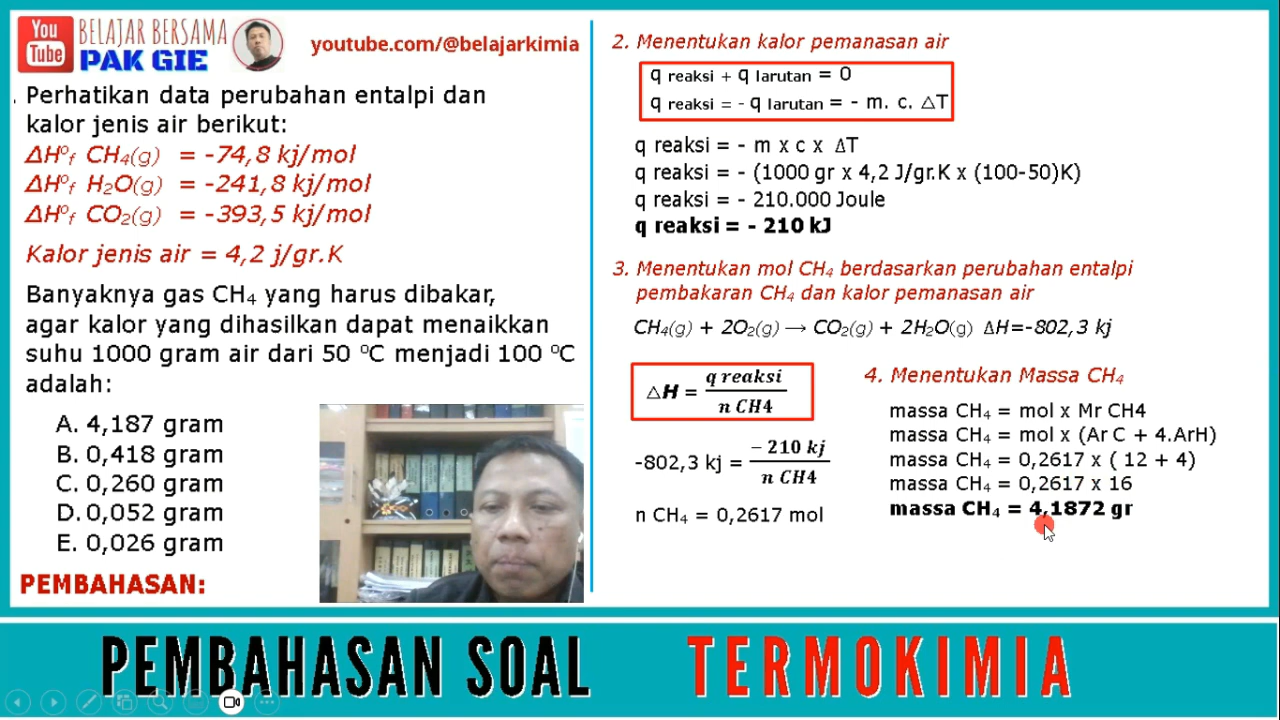 You
Tube
BELAJAR BERSAMA
PAK GIE
youtube.com/@belajarkimia
. Perhatikan data perubahan entalpi dan
kalor jenis air berikut:
ΔH⁰f CH₄(g) = -74,8 kj/mol
ΔH⁰f H₂O(g) = -241,8 kj/mol
ΔH⁰f CO₂(g) = -393,5 kj/mol
Kalor jenis air = 4,2 j/gr.K
Banyaknya gas CH₄ yang harus dibakar,
agar kalor yang dihasilkan dapat menaikkan
suhu 1000 gram air dari 50 ⁰C menjadi 100 ⁰C
adalah:
A. 4,187 gram
B. 0,418 gram
C. 0,260 gram
D. 0,052 gram
E. 0,026 gram
PEMBAHASAN:
2. Menentukan kalor pemanasan air
q reaksi + q larutan = 0
q reaksi = - q larutan = - m. c. △T
q reaksi = - m x c x ΔT
q reaksi = - (1000 gr x 4,2 J/gr.K x (100-50)K)
q reaksi = - 210.000 Joule
q reaksi = - 210 kJ
3. Menentukan mol CH₄ berdasarkan perubahan entalpi
pembakaran CH₄ dan kalor pemanasan air
CH₄(g) + 2O₂(g) → CO₂(g) + 2H₂O(g) ΔH=-802,3 kj
△H = q reaksi / n CH4
-802,3 kj = − 210 kj / n CH4
n CH₄ = 0,2617 mol
4. Menentukan Massa CH₄
massa CH₄ = mol x Mr CH4
massa CH₄ = mol x (Ar C + 4.ArH)
massa CH₄ = 0,2617 x ( 12 + 4)
massa CH₄ = 0,2617 x 16
massa CH₄ = 4,1872 gr
PEMBAHASAN SOAL TERMOKIMIA